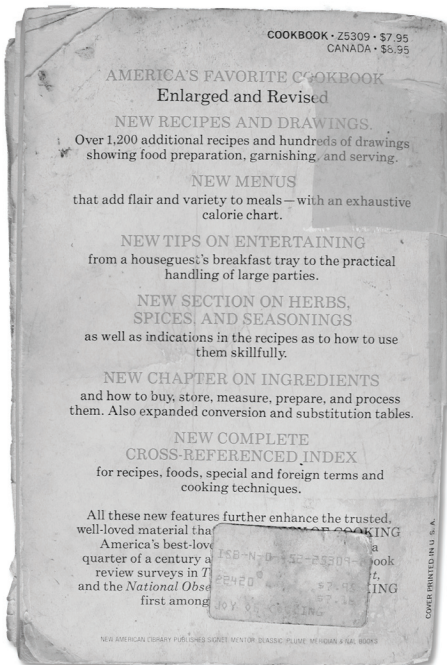 COOKBOOK • Z5309 • $7.95
CANADA • $8.95
AMERICA'S FAVORITE COOKBOOK
Enlarged and Revised
NEW RECIPES AND DRAWINGS.
Over 1,200 additional recipes and hundreds of drawings
showing food preparation, garnishing, and serving.
NEW MENUS
that add flair and variety to meals—with an exhaustive
calorie chart.
NEW TIPS ON ENTERTAINING
from a houseguest's breakfast tray to the practical
handling of large parties.
NEW SECTION ON HERBS,
SPICES, AND SEASONINGS
as well as indications in the recipes as to how to use
them skillfully.
NEW CHAPTER ON INGREDIENTS
and how to buy, store, measure, prepare, and process
them. Also expanded conversion and substitution tables.
NEW COMPLETE
CROSS-REFERENCED INDEX
for recipes, foods, special and foreign terms and
cooking techniques.
All these new features further enhance the trusted,
well-loved material COOKING
America's
quarter of a century
review surveys in
and the National
first among
COVER PRINTED IN U.S.A.
NEW AMERICAN LIBRARY PUBLISHES SIGNET, MENTOR, CLASSIC, PLUME, MERIDIAN & NAL BOOKS